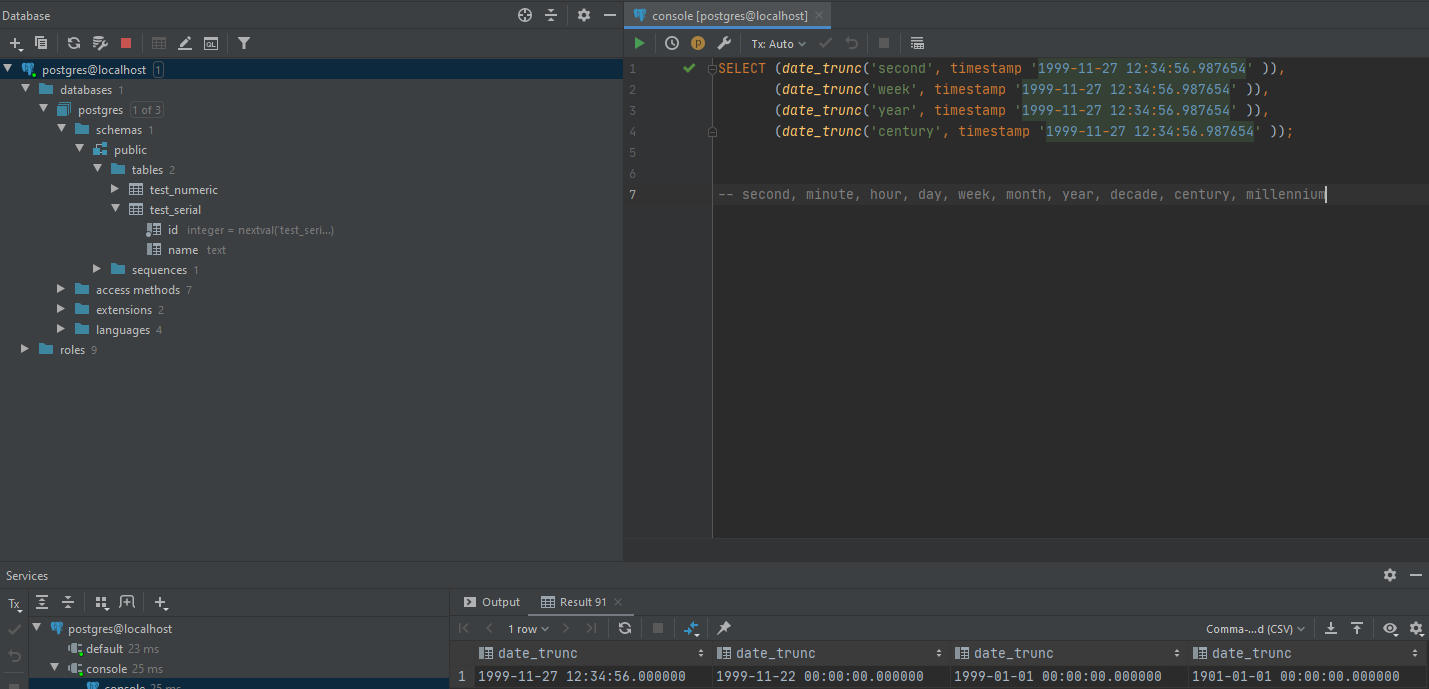 Database
postgres@localhost 1
databases 1
postgres 1 of 3
schemas 1
public
tables 2
test_numeric
test_serial
id integer = nextval('test_seri...)
name text
sequences 1
access methods 7
extensions 2
languages 4
roles 9
console [postgres@localhost]
Tx: Auto
1 SELECT (date_trunc('second', timestamp '1999-11-27 12:34:56.987654' )),
2 (date_trunc('week', timestamp '1999-11-27 12:34:56.987654' )),
3 (date_trunc('year', timestamp '1999-11-27 12:34:56.987654' )),
4 (date_trunc('century', timestamp '1999-11-27 12:34:56.987654' ));
5
6
7 -- second, minute, hour, day, week, month, year, decade, century, millennium
Services
Tx
postgres@localhost
default 23 ms
console 25 ms
console 25 ms
Output Result 91
1 row Comma-...d (CSV)
date_trunc date_trunc date_trunc date_trunc
1 1999-11-27 12:34:56.000000 1999-11-22 00:00:00.000000 1999-01-01 00:00:00.000000 1901-01-01 00:00:00.000000